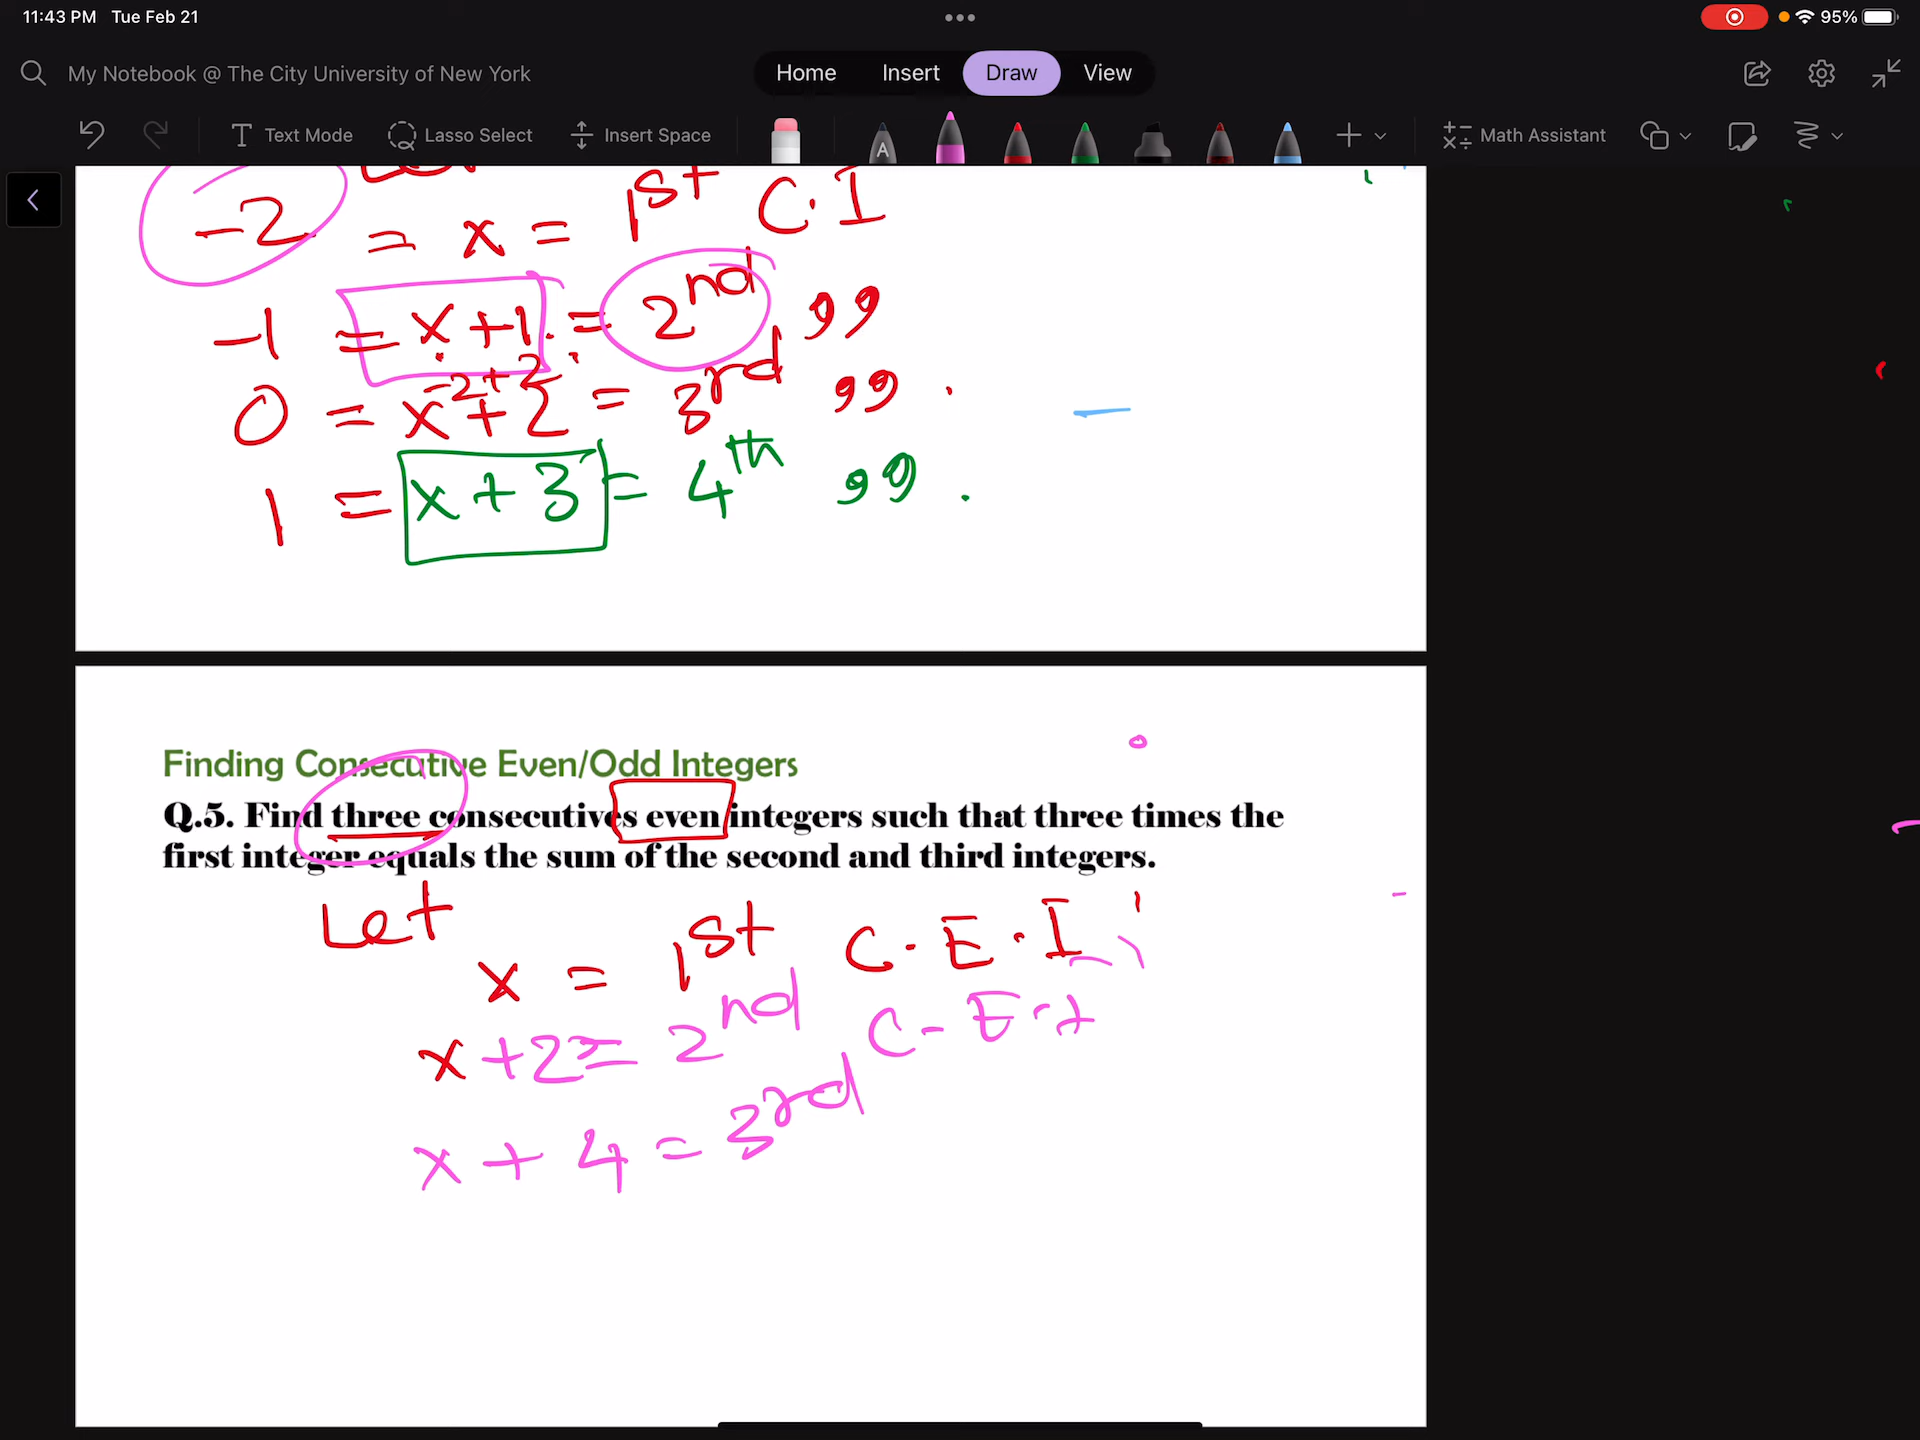 11:43 PM Tue Feb 21
95%
My Notebook @ The City University of New York
Home Insert Draw View
Text Mode Lasso Select Insert Space A Math Assistant
-2 = x = 1st C.I
-1 = x+1 = 2nd ,,
-2+2
0 = x+2 = 3rd ,, .
1 = x+3 = 4th ,, .
Finding Consecutive Even/Odd Integers
Q.5. Find three consecutives even integers such that three times the
first integer equals the sum of the second and third integers.
Let
x = 1st C.E.I
x+2= 2nd C-E.I
x+4 = 3rd